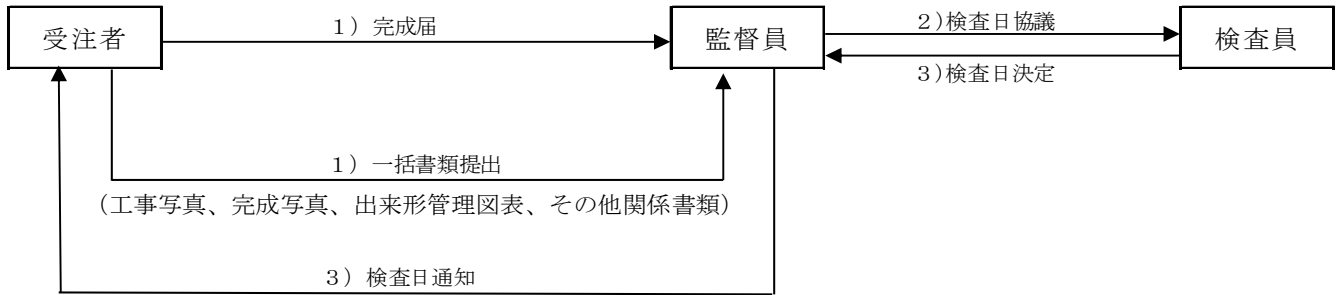 受注者
1）完成届
監督員
2)検査日協議
検査員
3)検査日決定
1）一括書類提出
（工事写真、完成写真、出来形管理図表、その他関係書類）
3）検査日通知